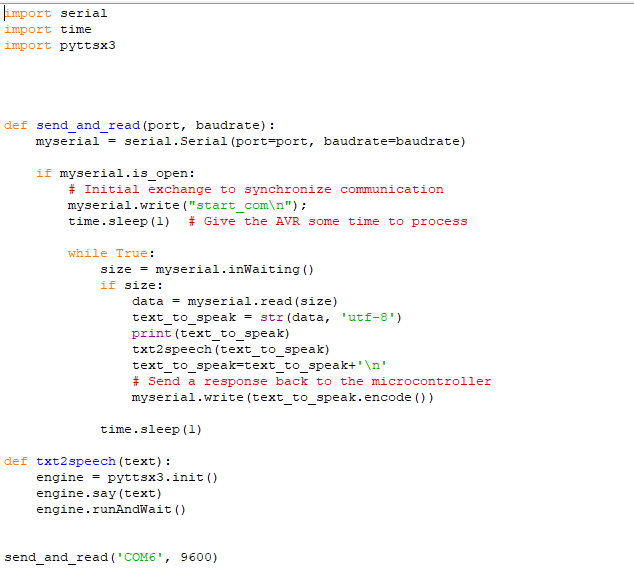 import serial
import time
import pyttsx3
def send_and_read(port, baudrate):
    myserial = serial.Serial(port=port, baudrate=baudrate)
    if myserial.is_open:
        # Initial exchange to synchronize communication
        myserial.write("start_com\n");
        time.sleep(1)  # Give the AVR some time to process
        while True:
            size = myserial.inWaiting()
            if size:
                data = myserial.read(size)
                text_to_speak = str(data, 'utf-8')
                print(text_to_speak)
                txt2speech(text_to_speak)
                text_to_speak=text_to_speak+'\n'
                # Send a response back to the microcontroller
                myserial.write(text_to_speak.encode())
            time.sleep(1)
def txt2speech(text):
    engine = pyttsx3.init()
    engine.say(text)
    engine.runAndWait()
send_and_read('COM6', 9600)